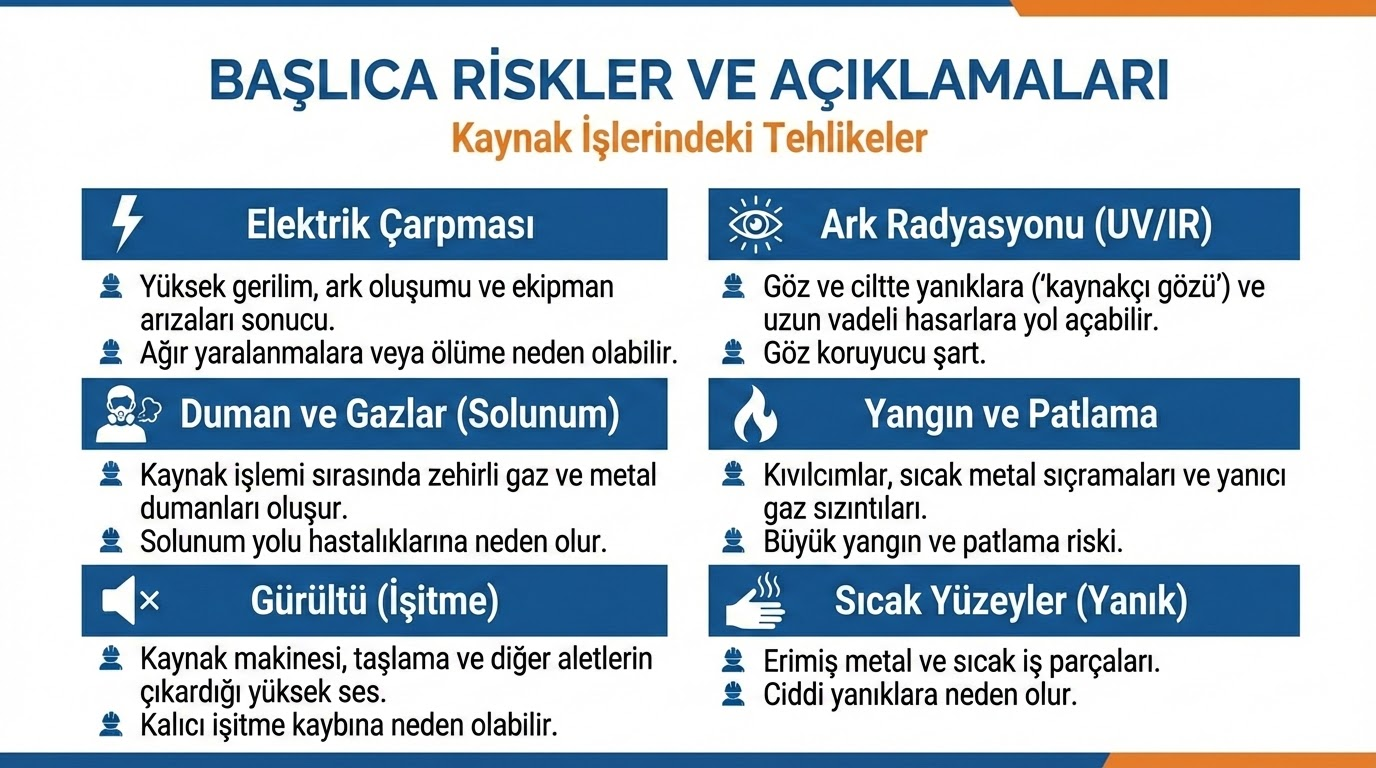 BAŞLICA RİSKLER VE AÇIKLAMALARI
Kaynak İşlerindeki Tehlikeler
Elektrik Çarpması
Yüksek gerilim, ark oluşumu ve ekipman
arızaları sonucu.
Ağır yaralanmalara veya ölüme neden olabilir.
Duman ve Gazlar (Solunum)
Kaynak işlemi sırasında zehirli gaz ve metal
dumanları oluşur.
Solunum yolu hastalıklarına neden olur.
Gürültü (İşitme)
Kaynak makinesi, taşlama ve diğer aletlerin
çıkardığı yüksek ses.
Kalıcı işitme kaybına neden olabilir.
Ark Radyasyonu (UV/IR)
Göz ve ciltte yanıklara (‘kaynakçı gözü’) ve
uzun vadeli hasarlara yol açabilir.
Göz koruyucu şart.
Yangın ve Patlama
Kıvılcımlar, sıcak metal sıçramaları ve yanıcı
gaz sızıntıları.
Büyük yangın ve patlama riski.
Sıcak Yüzeyler (Yanık)
Erimiş metal ve sıcak iş parçaları.
Ciddi yanıklara neden olur.